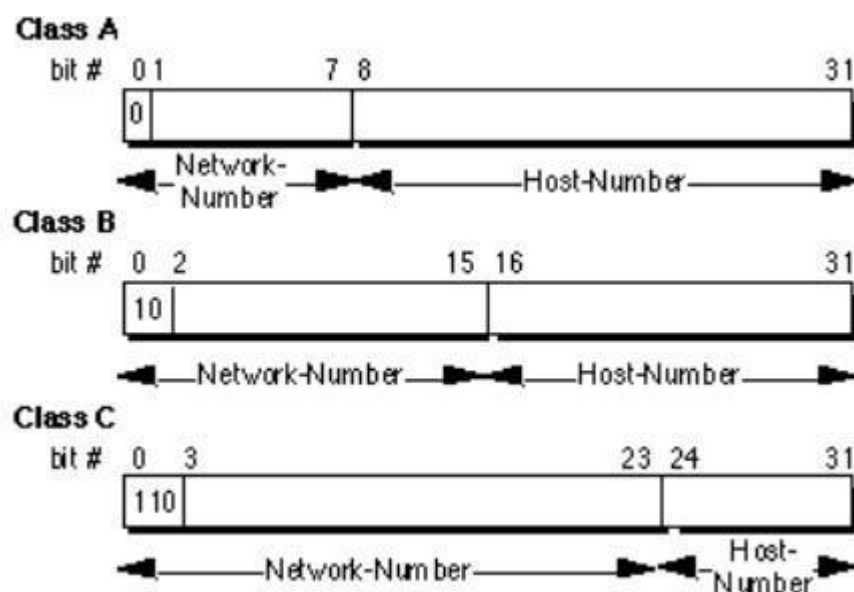 Class A
bit # 0 1 7 8 31
0
Network-
Number
Host-Number
Class B
bit # 0 2 15 16 31
10
Network-Number Host-Number
Class C
bit # 0 3 23 24 31
110
Network-Number
Host-
Number